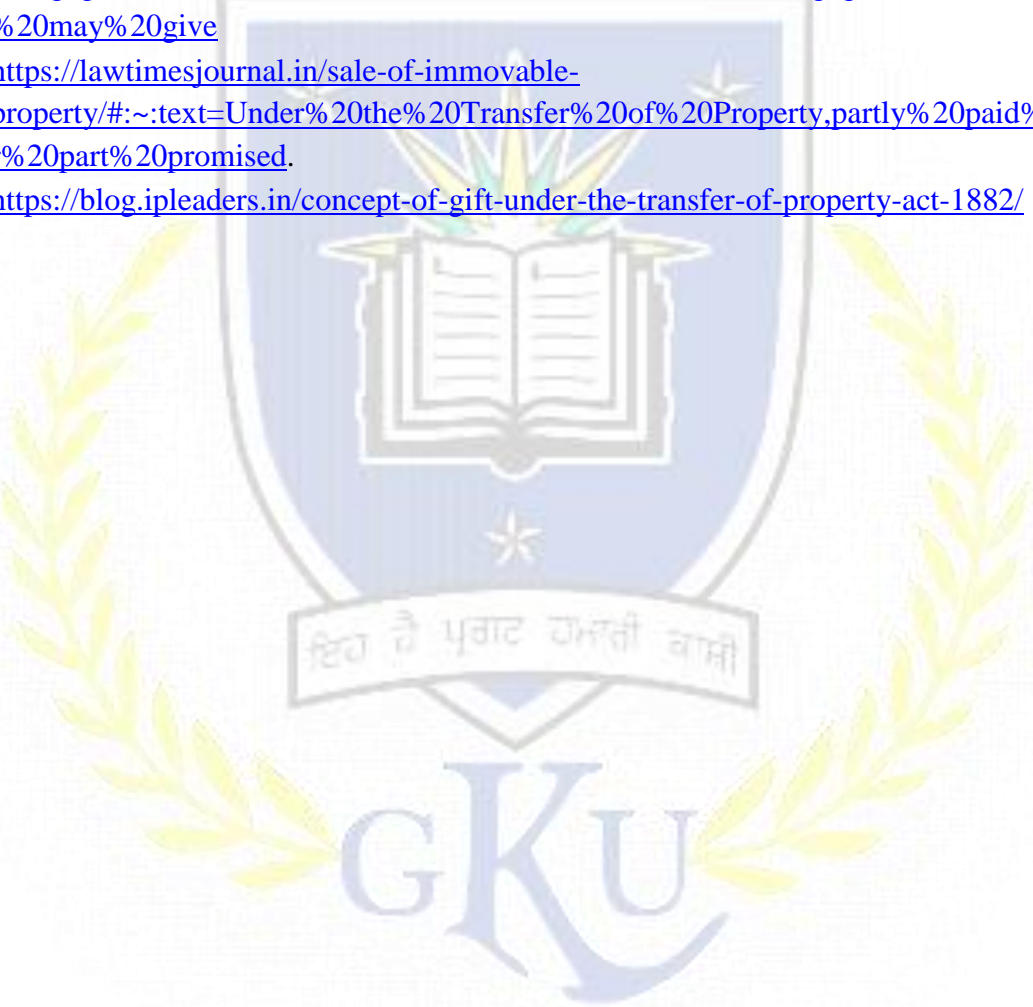 %20may%20give
https://lawtimesjournal.in/sale-of-immovable-
property/#:~:text=Under%20the%20Transfer%20of%20Property,partly%20paid%
r%20part%20promised.
https://blog.ipleaders.in/concept-of-gift-under-the-transfer-of-property-act-1882/
ਇਹ ਹੈ ਪ੍ਰਗਟ ਹਮਾਰੀ ਕਾਸੀ
GKU